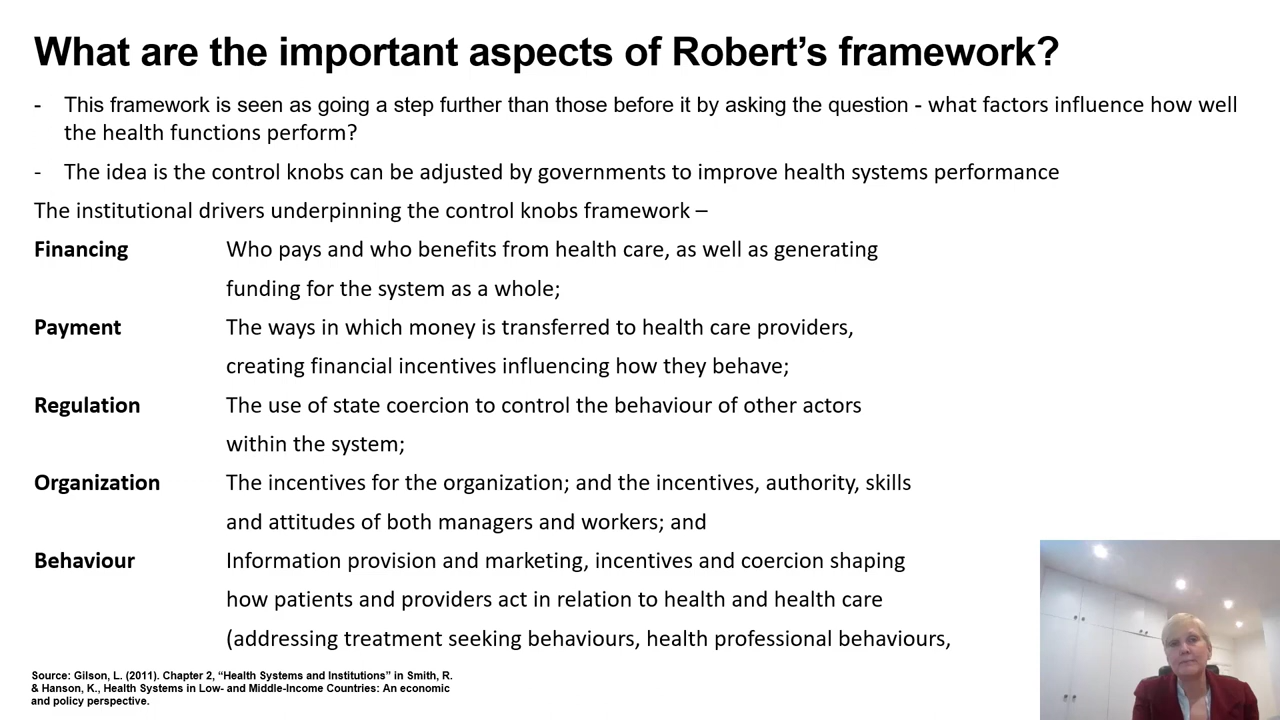 What are the important aspects of Robert’s framework?
- This framework is seen as going a step further than those before it by asking the question - what factors influence how well
the health functions perform?
- The idea is the control knobs can be adjusted by governments to improve health systems performance
The institutional drivers underpinning the control knobs framework –
Financing Who pays and who benefits from health care, as well as generating
funding for the system as a whole;
Payment The ways in which money is transferred to health care providers,
creating financial incentives influencing how they behave;
Regulation The use of state coercion to control the behaviour of other actors
within the system;
Organization The incentives for the organization; and the incentives, authority, skills
and attitudes of both managers and workers; and
Behaviour Information provision and marketing, incentives and coercion shaping
how patients and providers act in relation to health and health care
(addressing treatment seeking behaviours, health professional behaviours,
Source: Gilson, L. (2011). Chapter 2, “Health Systems and Institutions” in Smith, R.
& Hanson, K., Health Systems in Low- and Middle-Income Countries: An economic
and policy perspective.